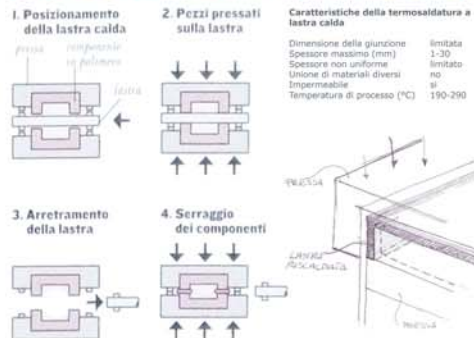 1. Posizionamento
della lastra calda
pressa
componente
in polimero
lastra
2. Pezzi pressati
sulla lastra
3. Arretramento
della lastra
4. Serraggio
dei componenti
Caratteristiche della termosaldatura a
lastra calda
Dimensione della giunzione limitata
Spessore massimo (mm) 1-30
Spessore non uniforme limitato
Unione di materiali diversi no
Impermeabile si
Temperatura di processo (°C) 190-290
PRESSA
RISCALDATA
PRESSA